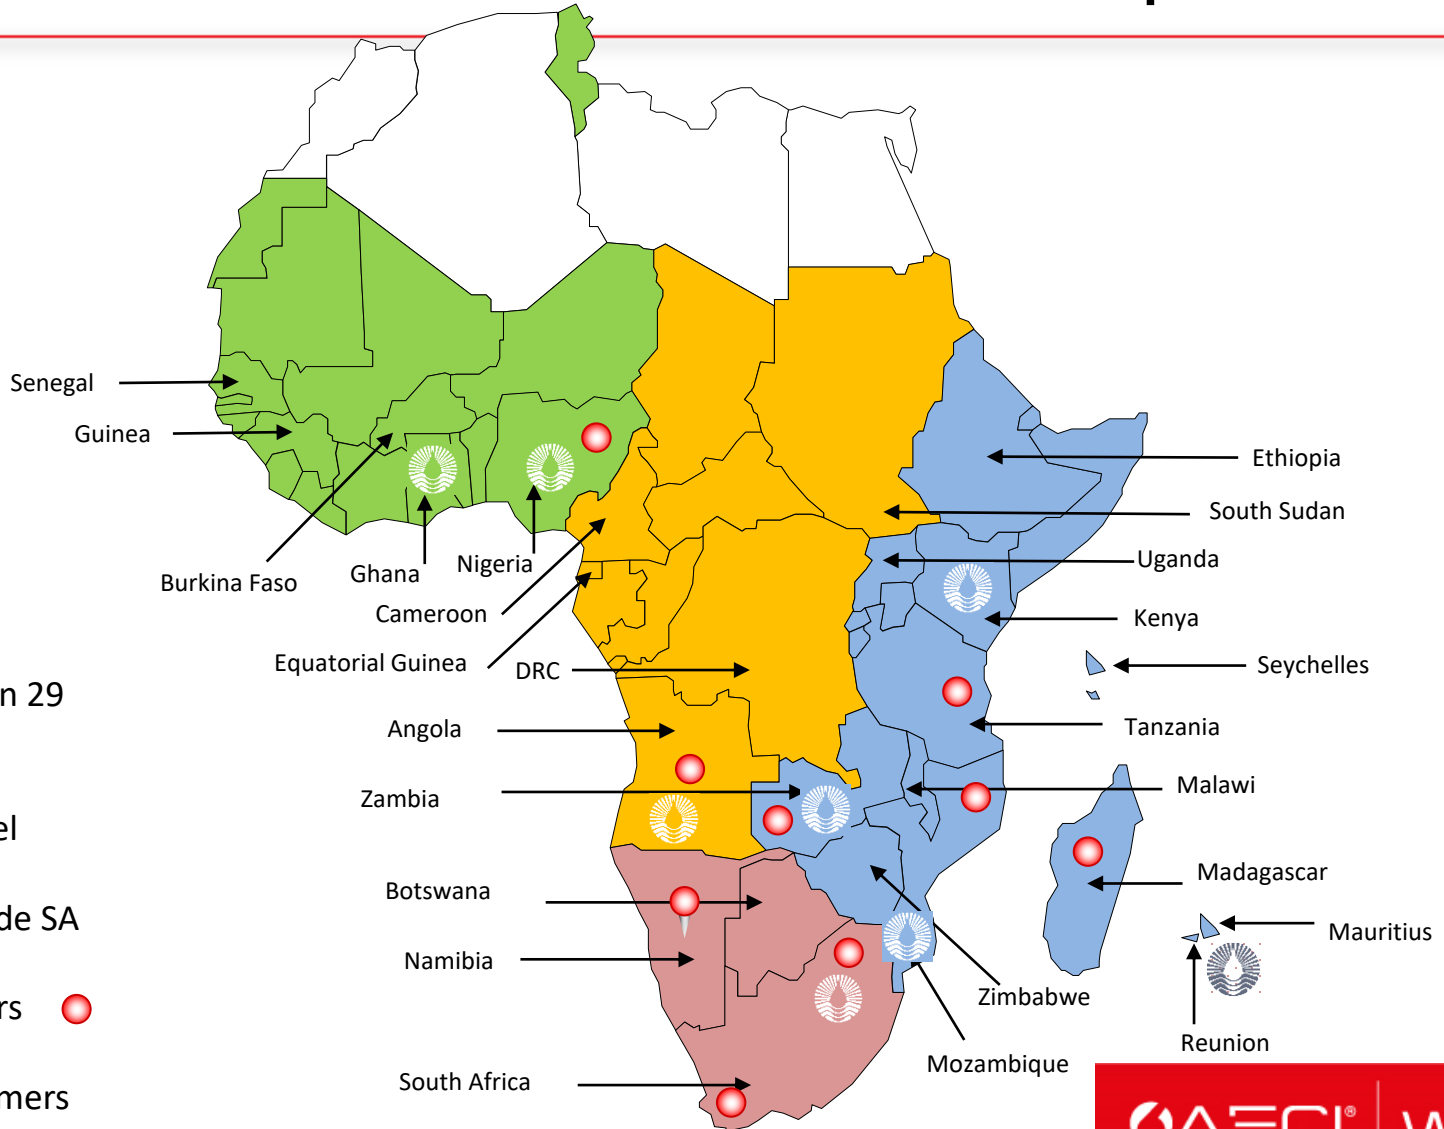 Senegal
Guinea
Burkina Faso
Ghana
Nigeria
Cameroon
Equatorial Guinea
DRC
Angola
Zambia
Botswana
Namibia
South Africa
Ethiopia
South Sudan
Uganda
Kenya
Seychelles
Tanzania
Malawi
Madagascar
Mauritius
Zimbabwe
Reunion
Mozambique
n 29
el
de SA
rs
mers
AECI®
W